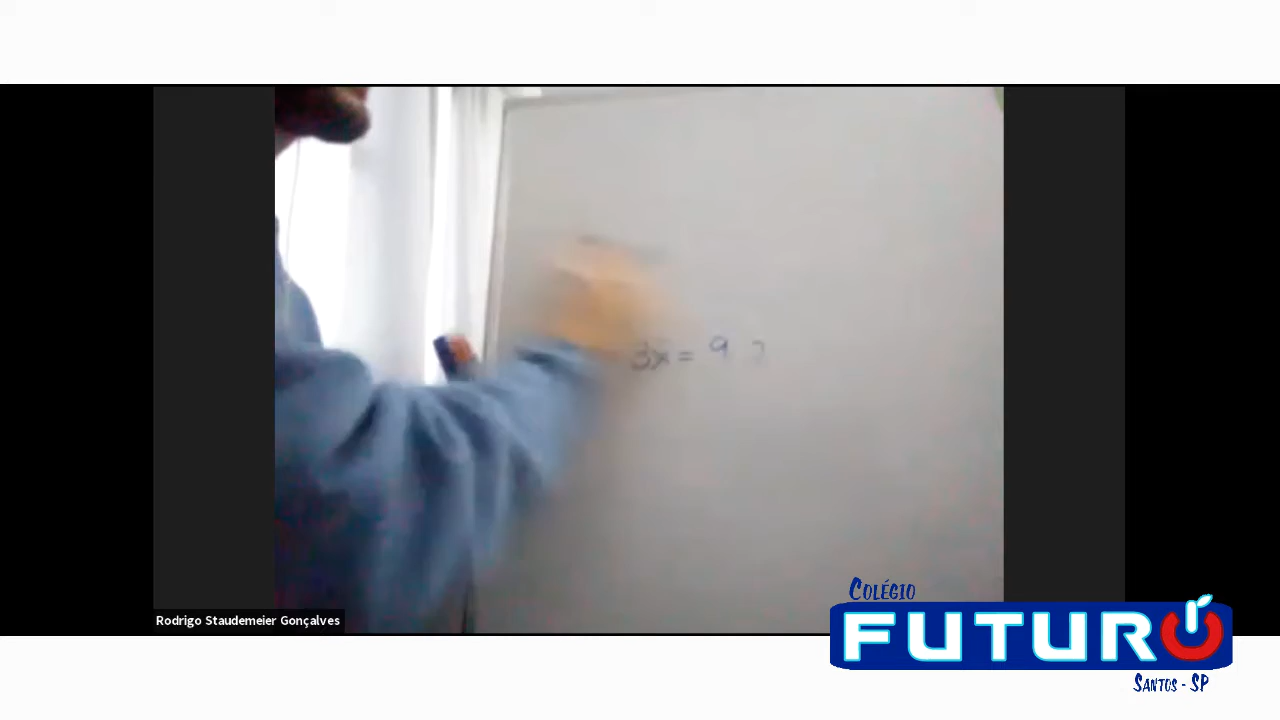 3x = 9
Rodrigo Staudemeier Gonçalves
COLÉGIO
FUTURO
SANTOS - SP